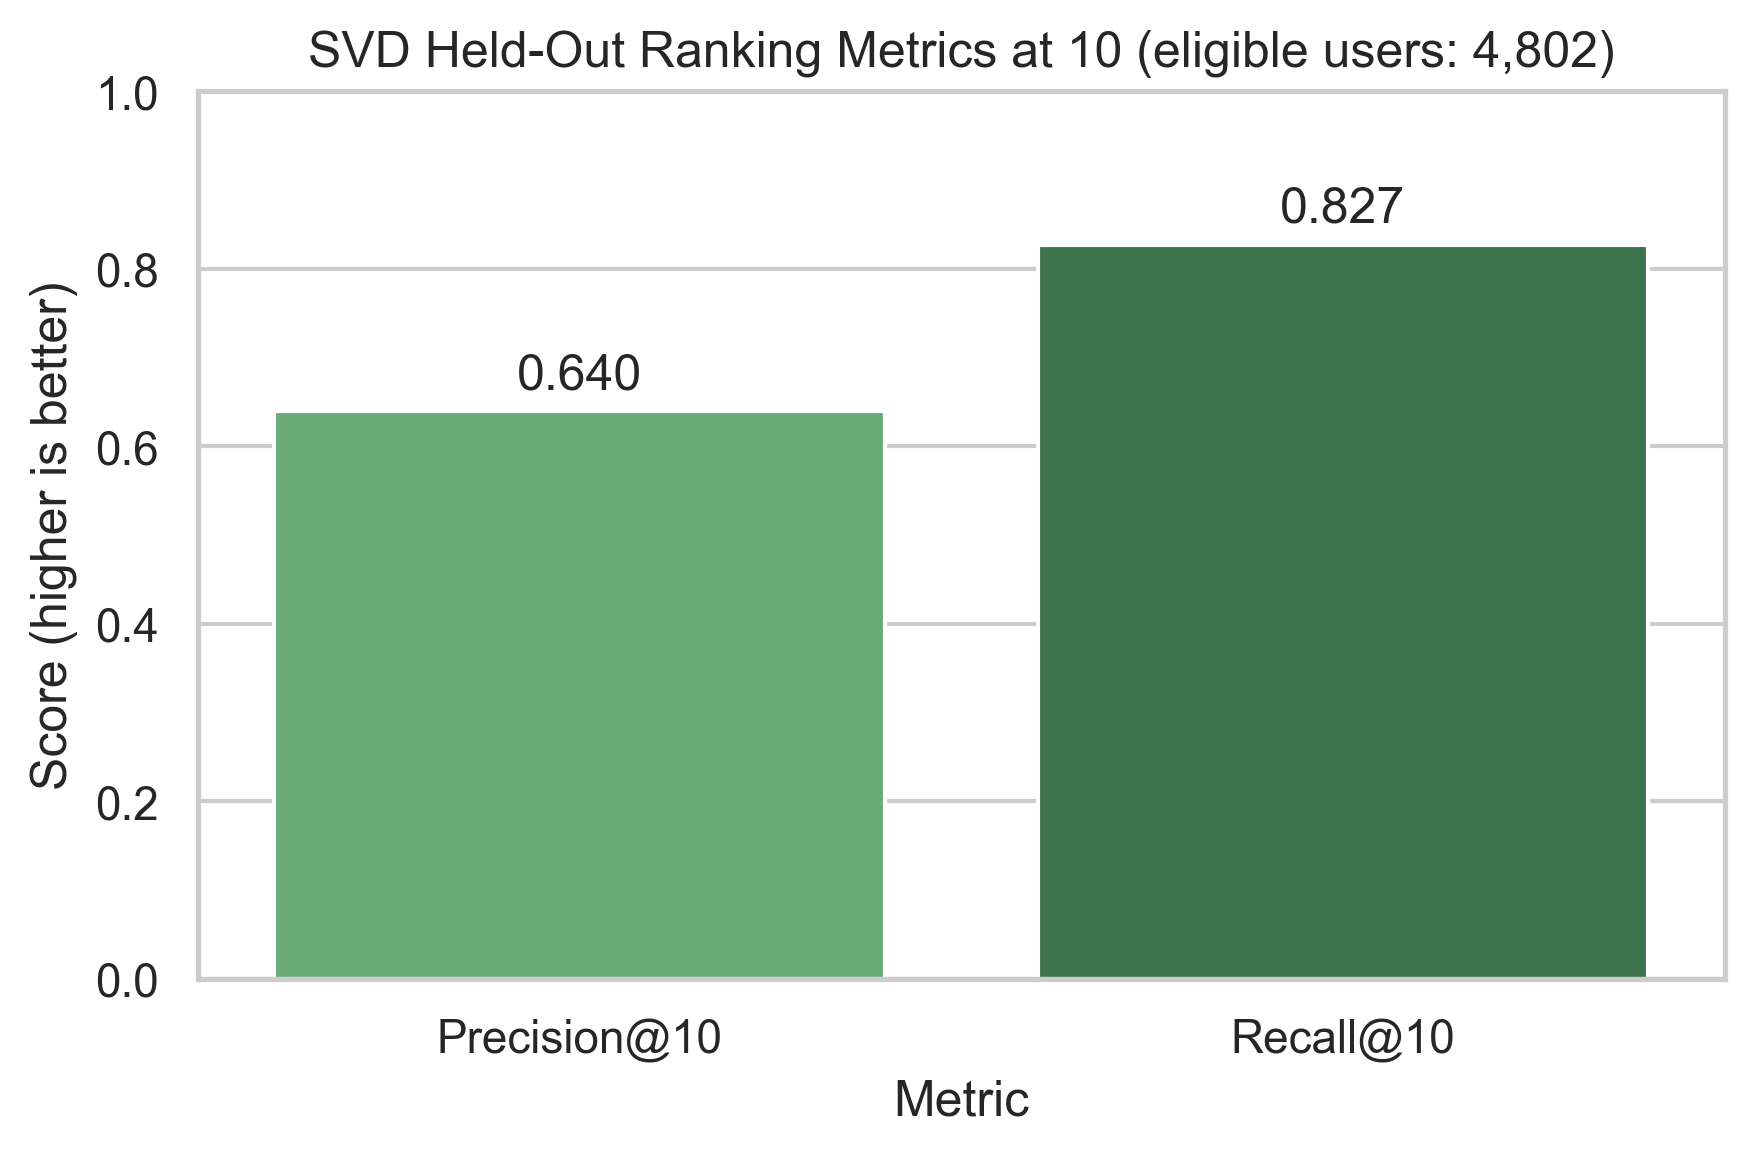 SVD Held-Out Ranking Metrics at 10 (eligible users: 4,802)
1.0
0.8
0.6
0.4
0.2
0.0
Score (higher is better)
0.640
0.827
Precision@10
Recall@10
Metric